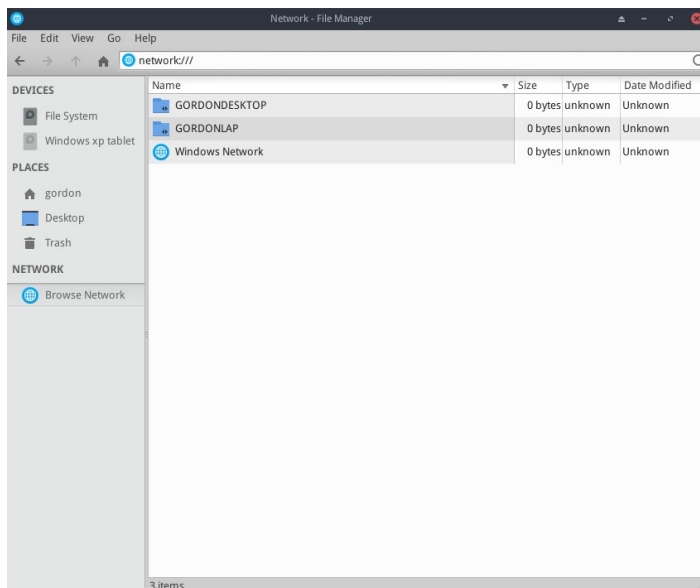 Network - File Manager
File Edit View Go Help
network:///
DEVICES
File System
Windows xp tablet
PLACES
gordon
Desktop
Trash
NETWORK
Browse Network
Name Size Type Date Modified
GORDONDESKTOP 0 bytes unknown Unknown
GORDONLAP 0 bytes unknown Unknown
Windows Network 0 bytes unknown Unknown
3 items